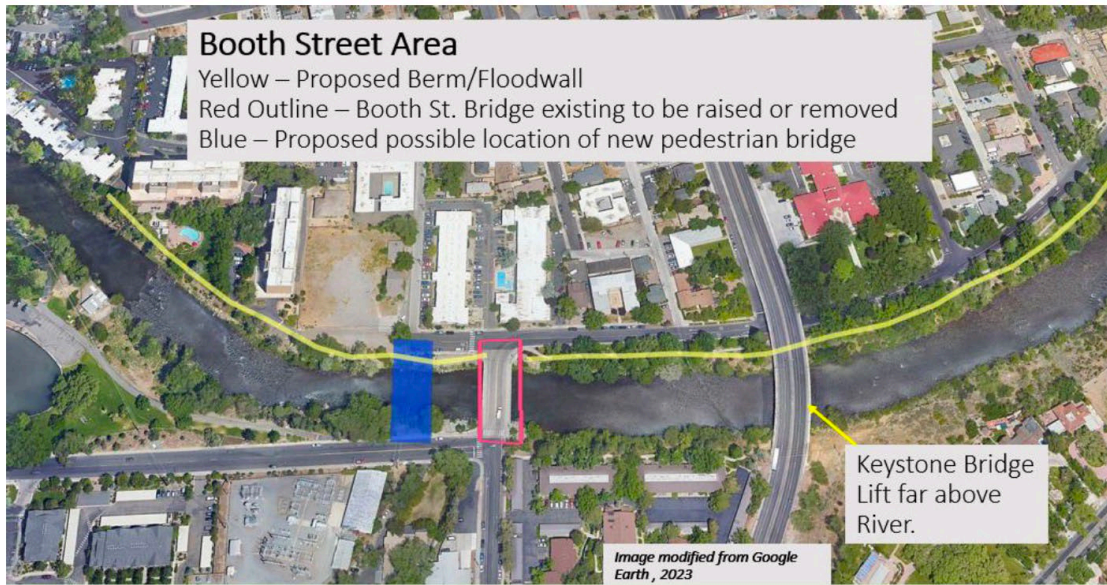 Booth Street Area
Yellow – Proposed Berm/Floodwall
Red Outline – Booth St. Bridge existing to be raised or removed
Blue – Proposed possible location of new pedestrian bridge
Keystone Bridge
Lift far above
River.
Image modified from Google
Earth , 2023